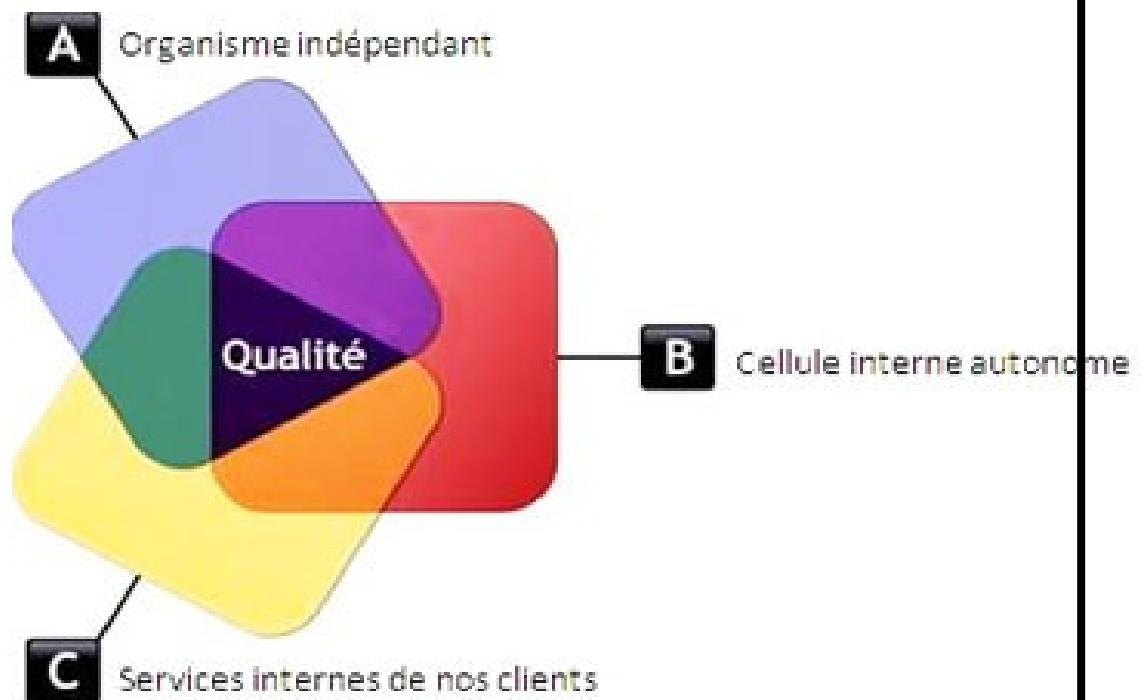 A Organisme indépendant
Qualité
B Cellule interne autonome
C Services internes de nos clients